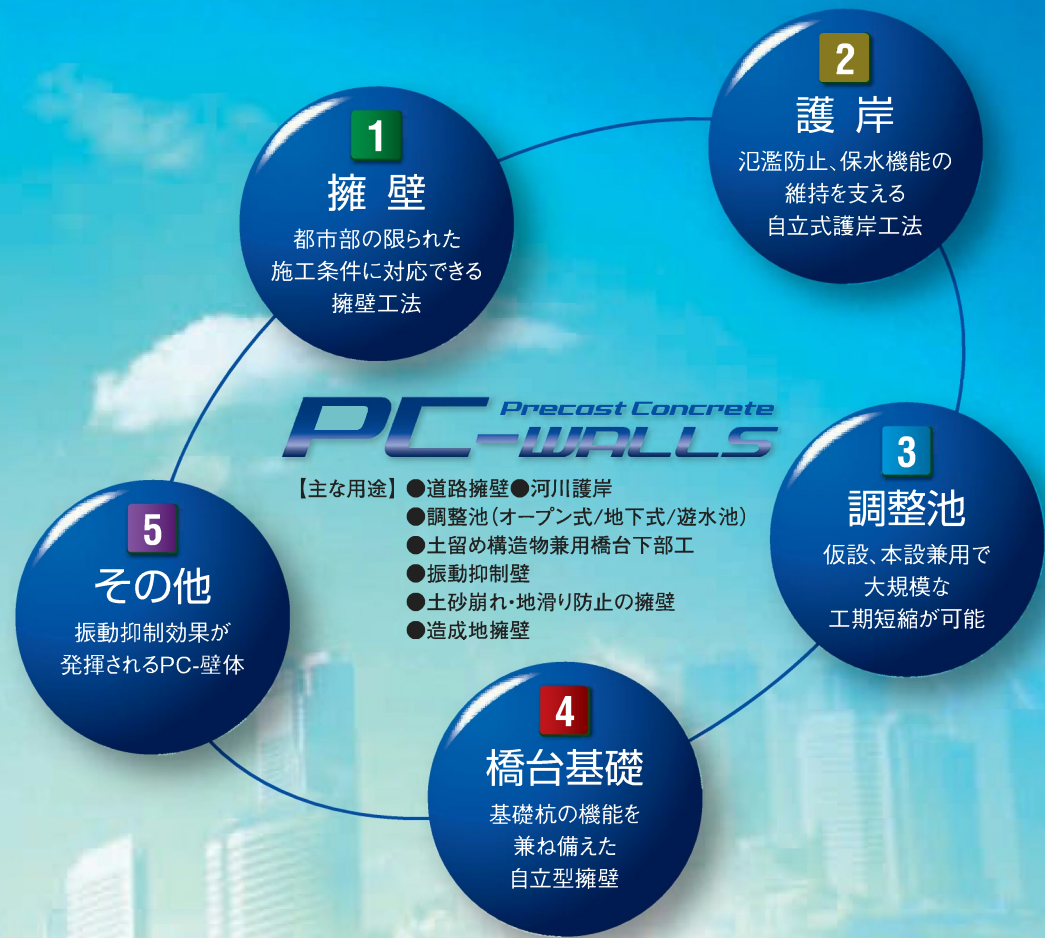 1
擁 壁
都市部の限られた
施工条件に対応できる
擁壁工法
2
護 岸
氾濫防止、保水機能の
維持を支える
自立式護岸工法
3
調整池
仮設、本設兼用で
大規模な
工期短縮が可能
4
橋台基礎
基礎杭の機能を
兼ね備えた
自立型擁壁
5
その他
振動抑制効果が
発揮されるPC-壁体
Precast Concrete
PC-WALLS
【主な用途】●道路擁壁●河川護岸
●調整池(オープン式/地下式/遊水池)
●土留め構造物兼用橋台下部工
●振動抑制壁
●土砂崩れ・地滑り防止の擁壁
●造成地擁壁